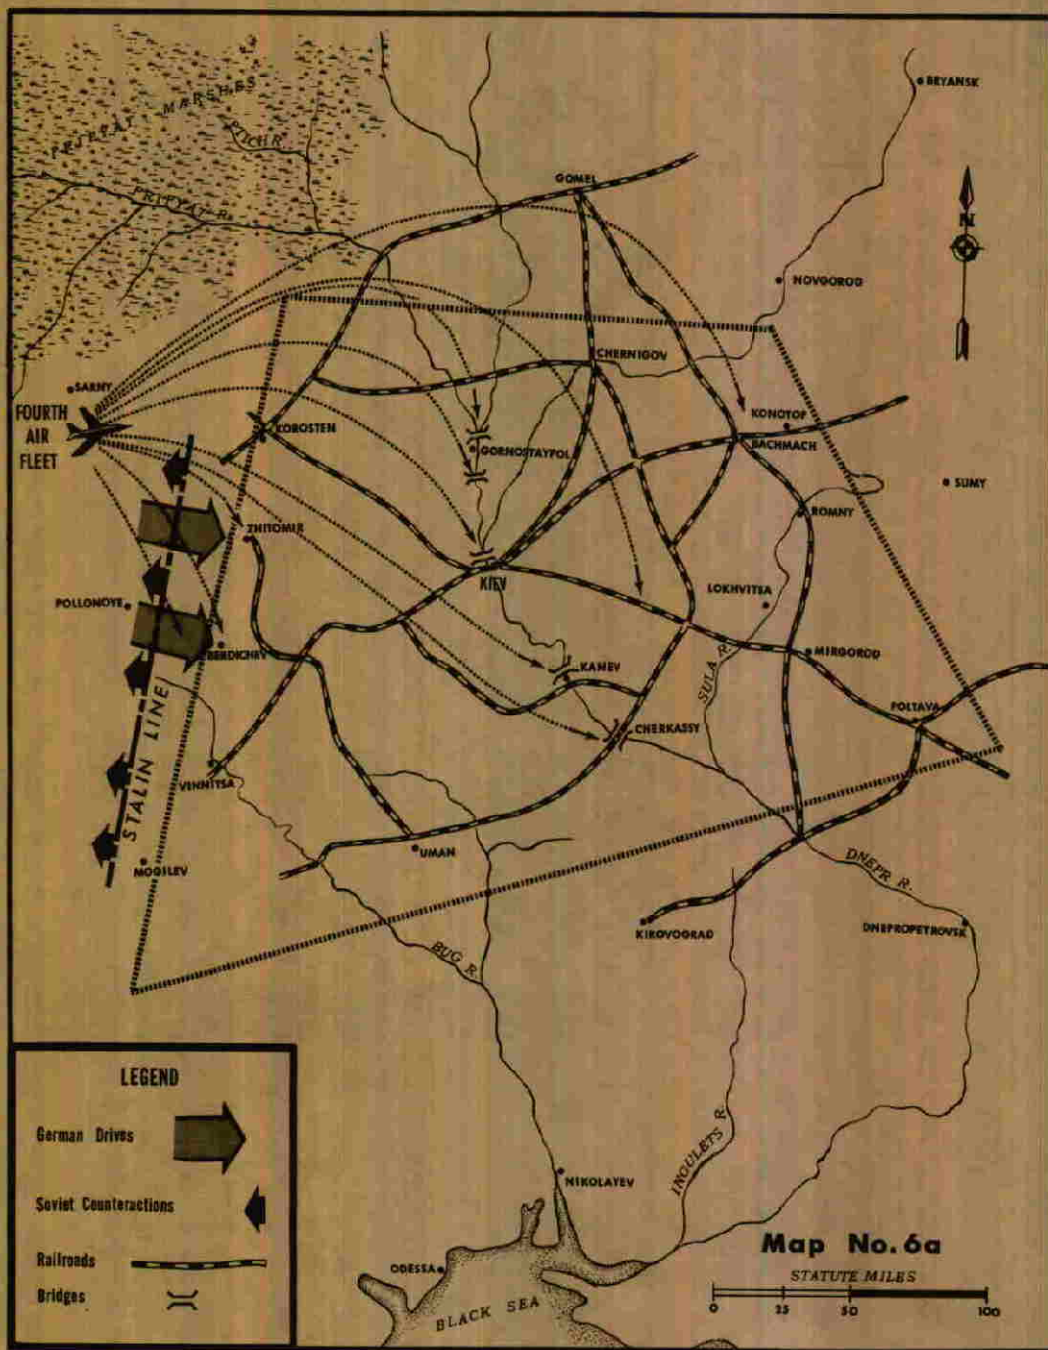 BRYANSK
PRIPYAT MARSHES
PTICH R.
PRIPYAT R.
GOMEL
N
NOVGOROD
CHERNIGOV
SARNY
FOURTH
AIR
FLEET
KOROSTEN
KONOTOP
BACHMACH
GORNOSTAYPOL
SUMY
ROMNY
ZHITOMIR
KIEV
LOKHVITSA
POLLONOYE
BERDICHEV
KANEV
SULA R.
MIRGOROD
STALIN LINE
POLTAVA
CHERKASSY
VINNITSA
UMAN
MOGILEV
DNEPR R.
KIROVOGRAD
DNEPROPETROVSK
BUG R.
LEGEND
German Drives
Soviet Counteractions
Railroads
Bridges
NIKOLAYEV
INGULETS R.
ODESSA
BLACK SEA
Map No. 6a
STATUTE MILES
0 25 50 100